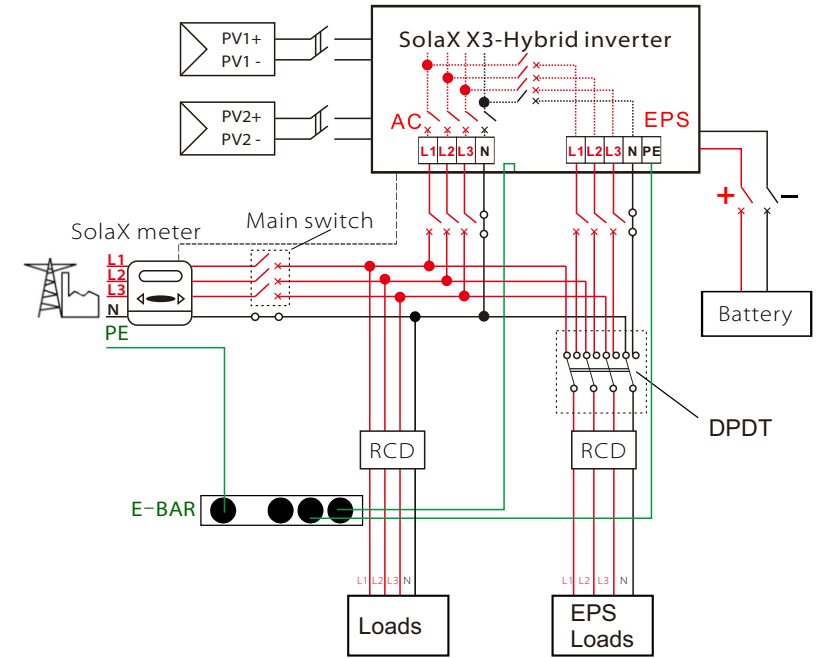 PV1+
PV1 -
PV2+
PV2 -
SolaX X3-Hybrid inverter
AC
EPS
L1 L2 L3 N
L1 L2 L3 N PE
+ −
SolaX meter
Main switch
L1
L2
L3
N
PE
Battery
DPDT
RCD
RCD
E-BAR
L1 L2 L3 N
L1 L2 L3 N
Loads
EPS
Loads